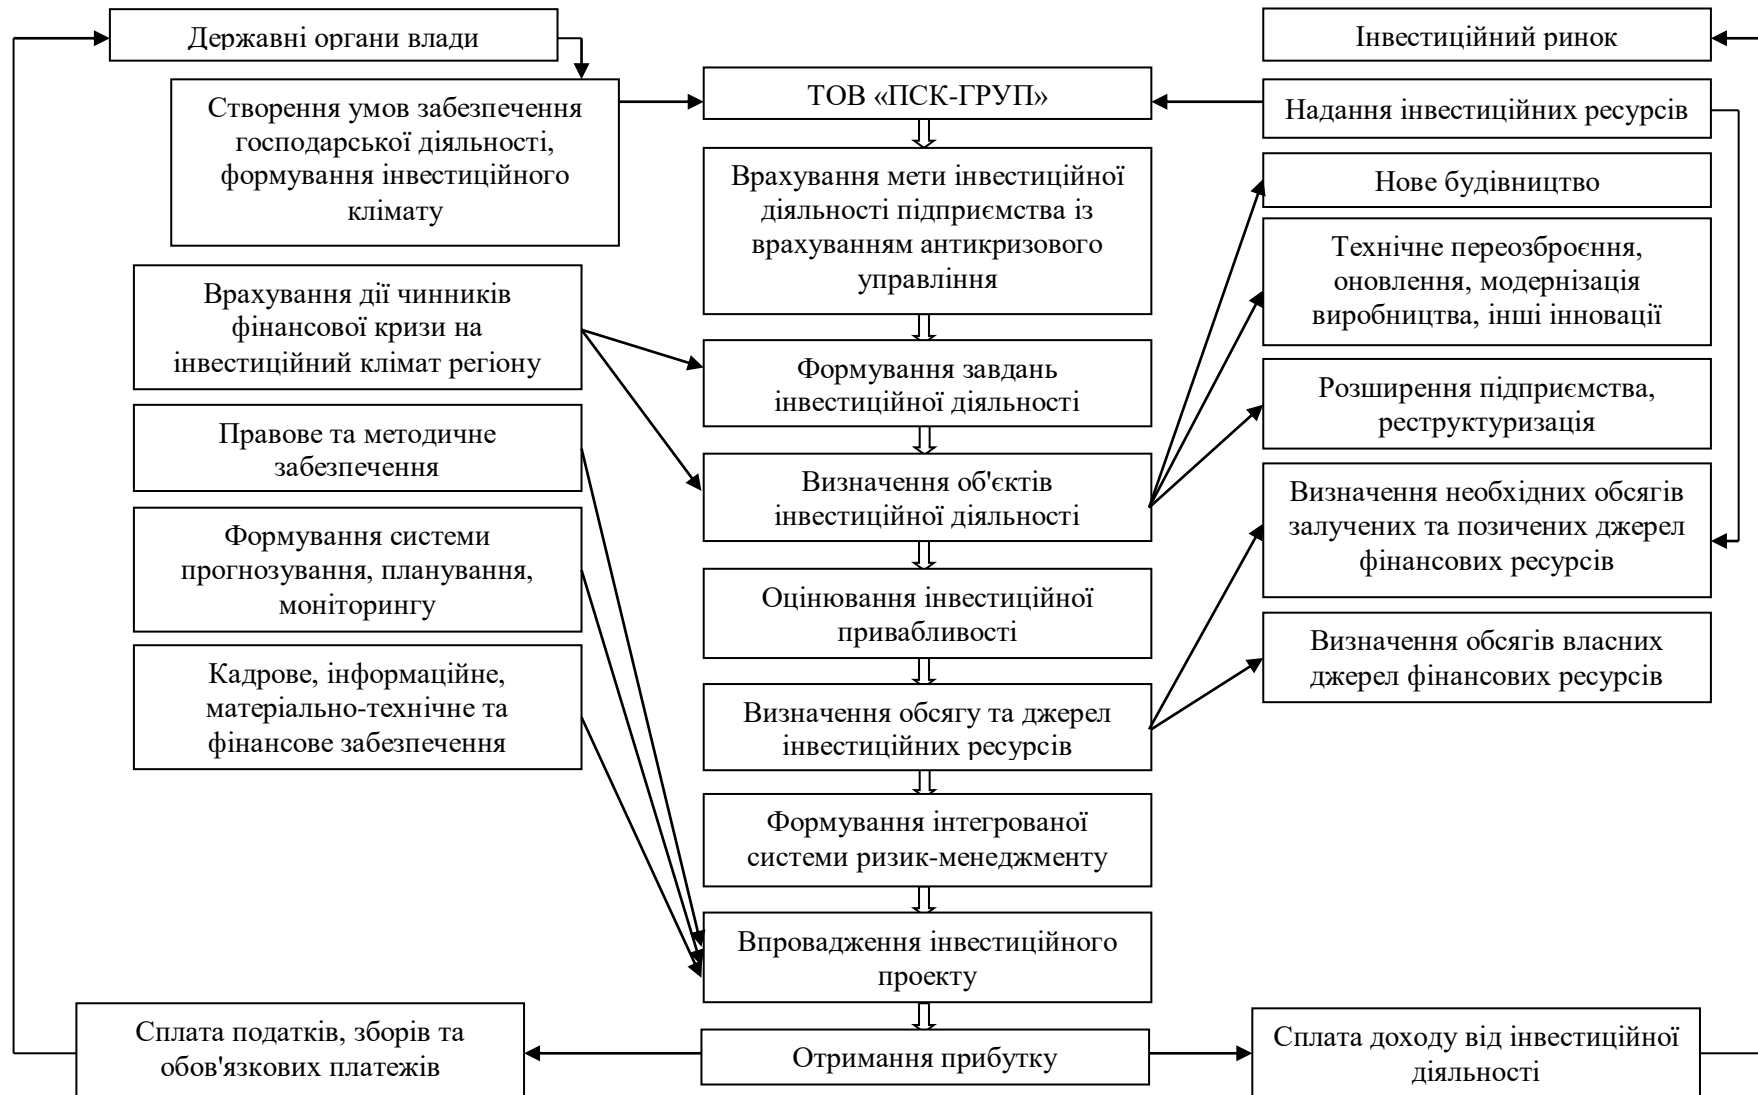 Державні органи влади
Створення умов забезпечення
господарської діяльності,
формування інвестиційного
клімату
Врахування дії чинників
фінансової кризи на
інвестиційний клімат регіону
Правове та методичне
забезпечення
Формування системи
прогнозування, планування,
моніторингу
Кадрове, інформаційне,
матеріально-технічне та
фінансове забезпечення
Сплата податків, зборів та
обов'язкових платежів
ТОВ «ПСК-ГРУП»
Врахування мети інвестиційної
діяльності підприємства із
врахуванням антикризового
управління
Формування завдань
інвестиційної діяльності
Визначення об'єктів
інвестиційної діяльності
Оцінювання інвестиційної
привабливості
Визначення обсягу та джерел
інвестиційних ресурсів
Формування інтегрованої
системи ризик-менеджменту
Впровадження інвестиційного
проекту
Отримання прибутку
Інвестиційний ринок
Надання інвестиційних ресурсів
Нове будівництво
Технічне переозброєння,
оновлення, модернізація
виробництва, інші інновації
Розширення підприємства,
реструктуризація
Визначення необхідних обсягів
залучених та позичених джерел
фінансових ресурсів
Визначення обсягів власних
джерел фінансових ресурсів
Сплата доходу від інвестиційної
діяльності